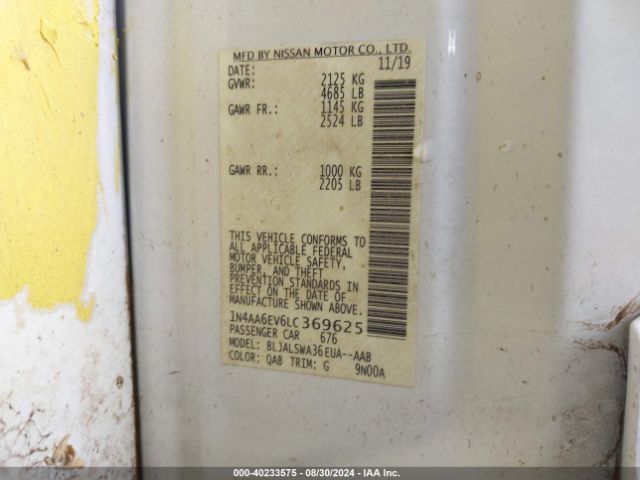 MFD BY NISSAN MOTOR CO., LTD.
DATE: 11/19
GVWR: 2125 KG
4685 LB
GAWR FR.: 1145 KG
2524 LB
GAWR RR.: 1000 KG
2205 LB
THIS VEHICLE CONFORMS TO
ALL APPLICABLE FEDERAL
MOTOR VEHICLE SAFETY,
BUMPER, AND THEFT
PREVENTION STANDARDS IN
EFFECT ON THE DATE OF
MANUFACTURE SHOWN ABOVE.
1N4AA6EV6LC369625
PASSENGER CAR 676
MODEL: BLJALSWA36EUA--AAB
COLOR: QAB TRIM: G 9N00A
000-40233575 - 08/30/2024 - IAA Inc.